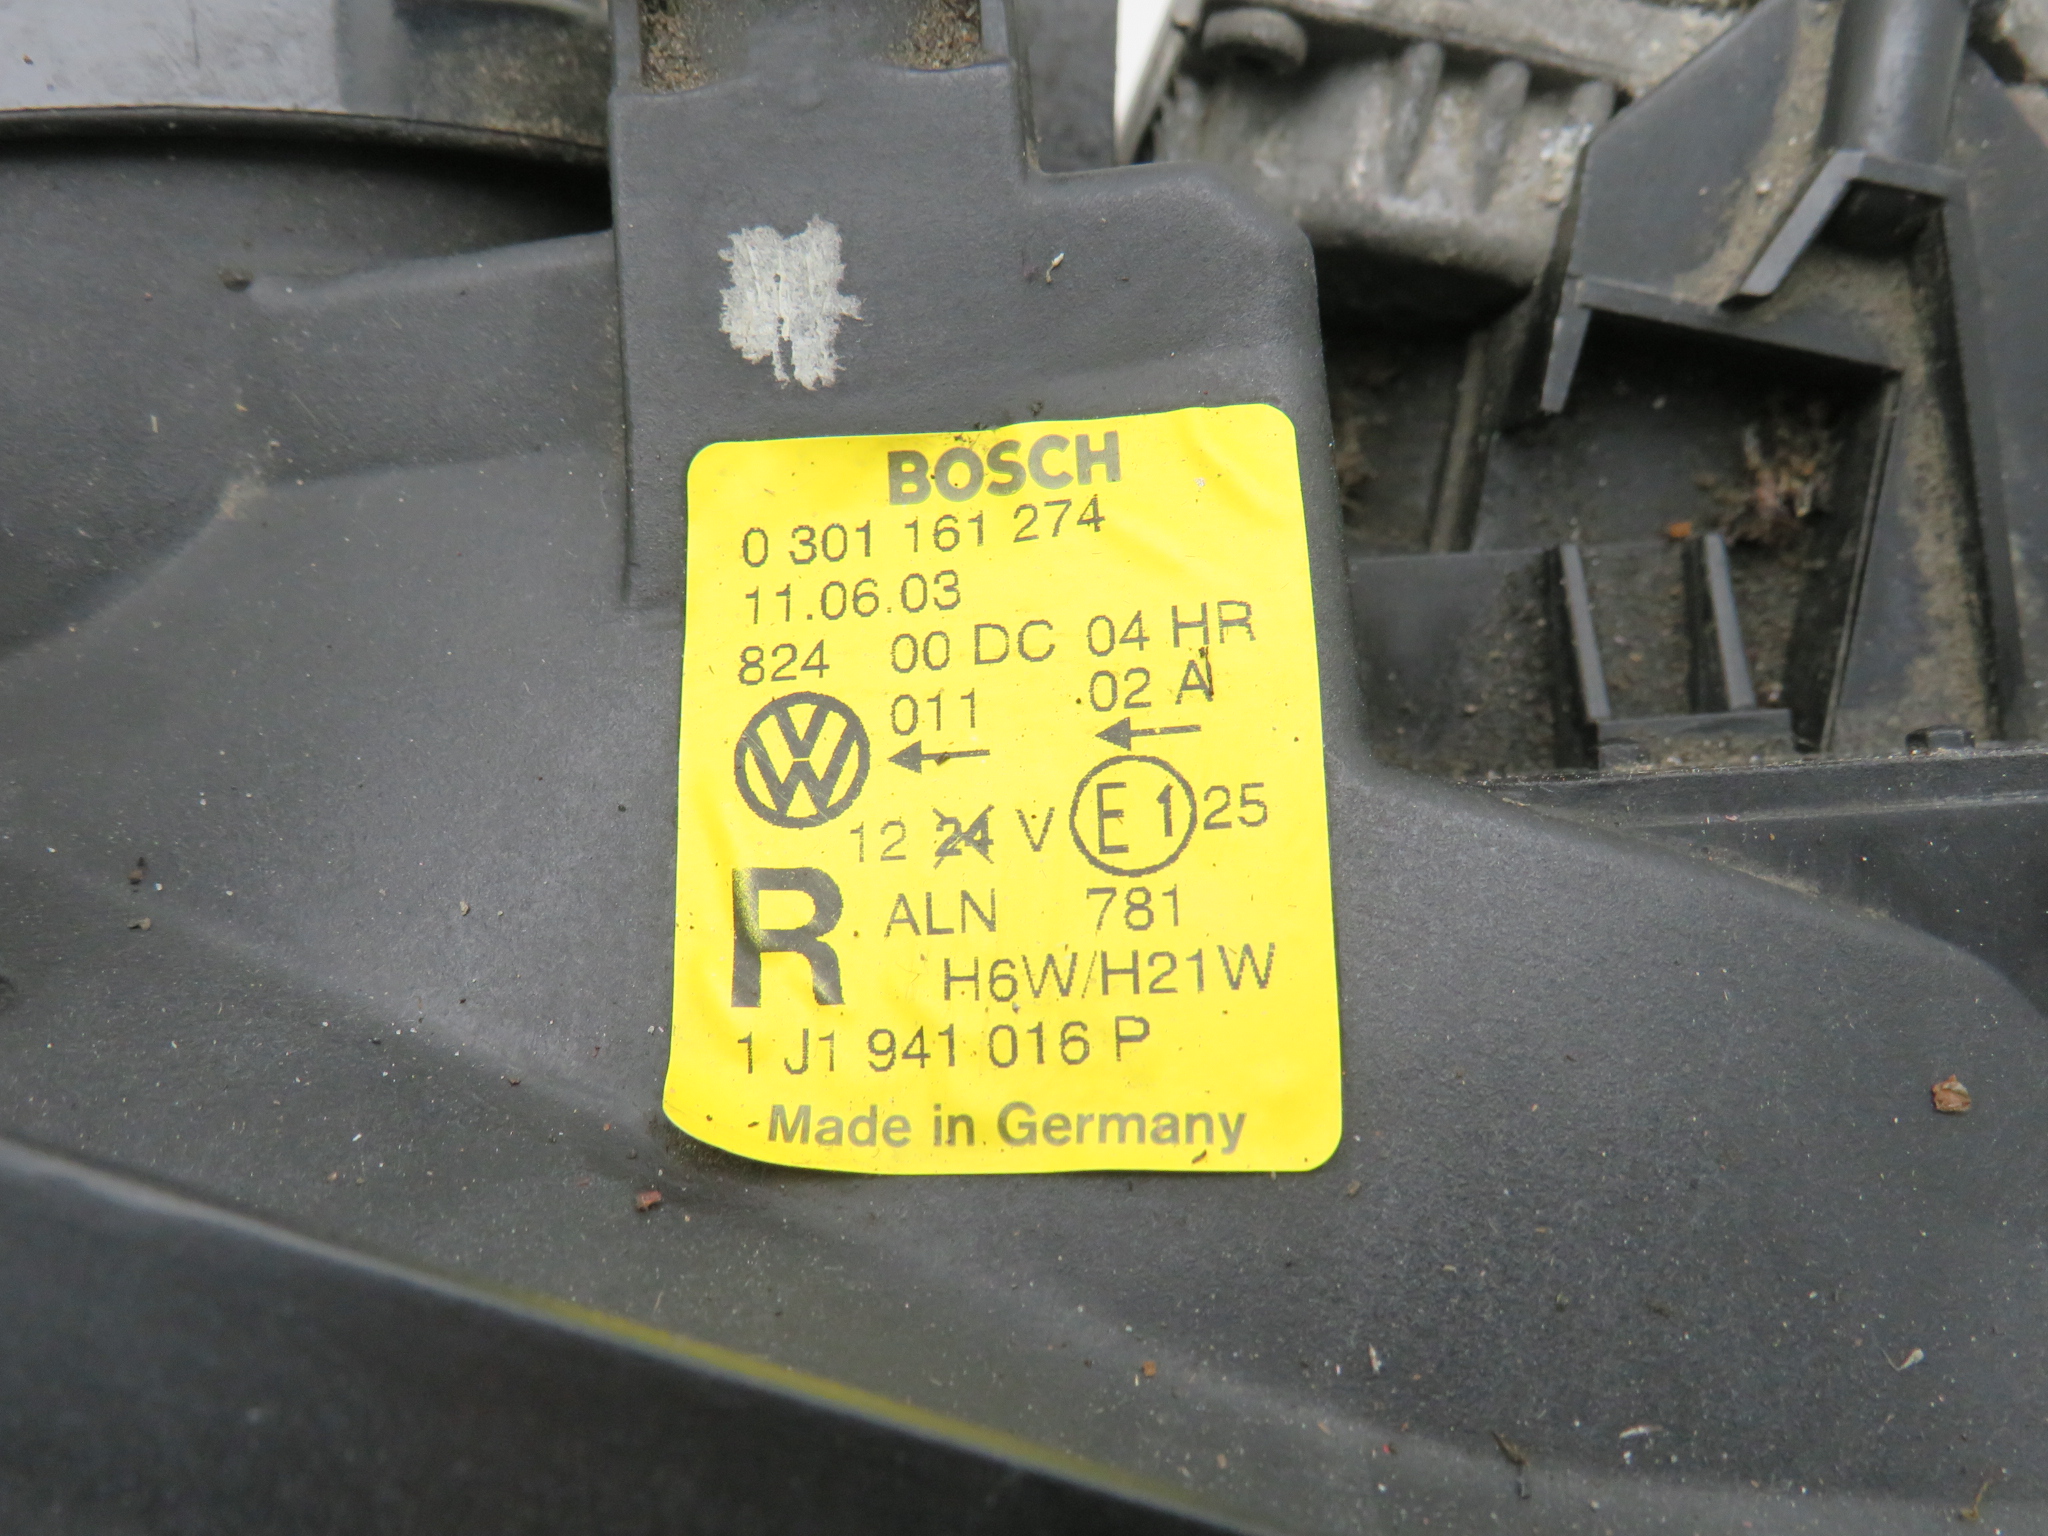 BOSCH
0 301 161 274
11.06.03
824 00 DC 04 HR
011 02 A
12 24 V E 1 25
R ALN 781
H6W/H21W
1 J1 941 016 P
Made in Germany